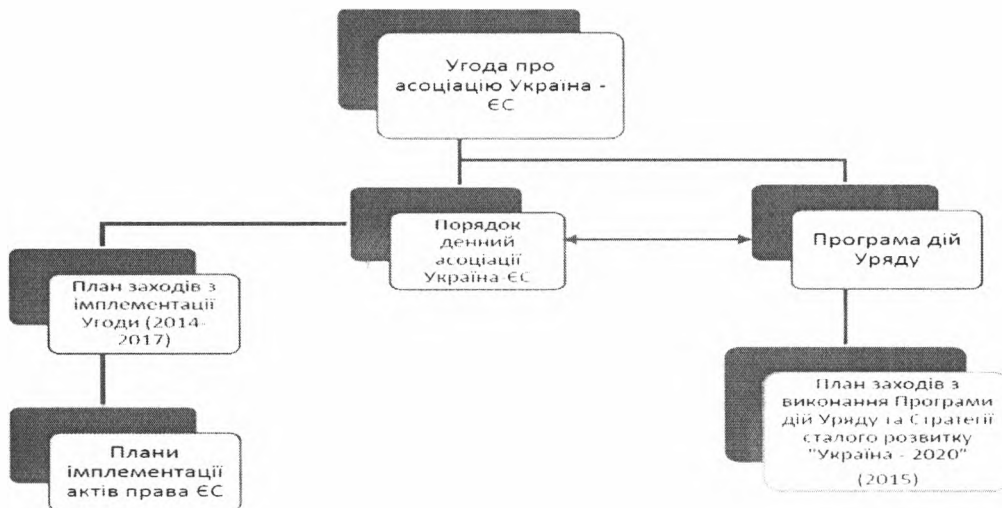 Угода про
асоціацію Україна -
ЄС
Порядок
денний
асоціації
Україна-ЄС
Програма дій
Уряду
План заходів з
імплементації
Угоди (2014-
2017)
Плани
імплементації
актів права ЄС
План заходів з
виконання Програми
дій Уряду та Стратегії
сталого розвитку
"Україна - 2020"
(2015)